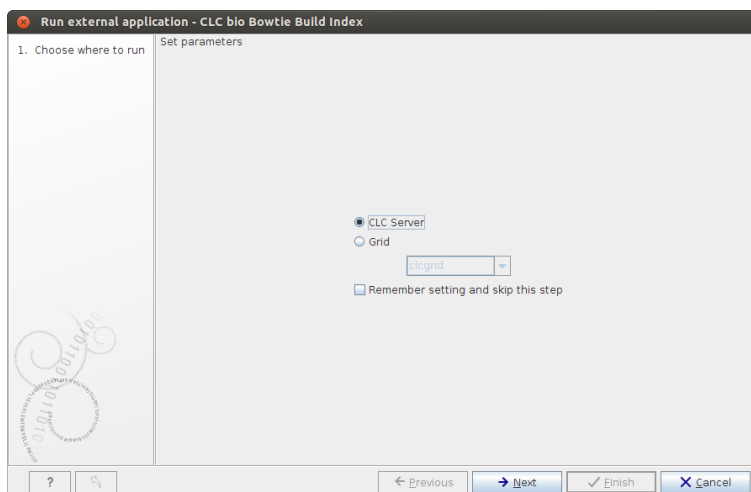 Run external application - CLC bio Bowtie Build Index
1. Choose where to run
Set parameters
CLC Server
Grid
clcgrid
Remember setting and skip this step
?
Previous
Next
Finish
Cancel